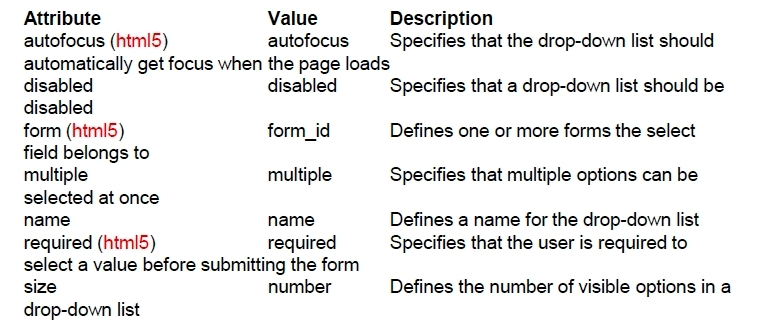 Attribute Value Description
autofocus (html5) autofocus Specifies that the drop-down list should
automatically get focus when the page loads
disabled disabled Specifies that a drop-down list should be
disabled
form (html5) form_id Defines one or more forms the select
field belongs to
multiple multiple Specifies that multiple options can be
selected at once
name name Defines a name for the drop-down list
required (html5) required Specifies that the user is required to
select a value before submitting the form
size number Defines the number of visible options in a
drop-down list